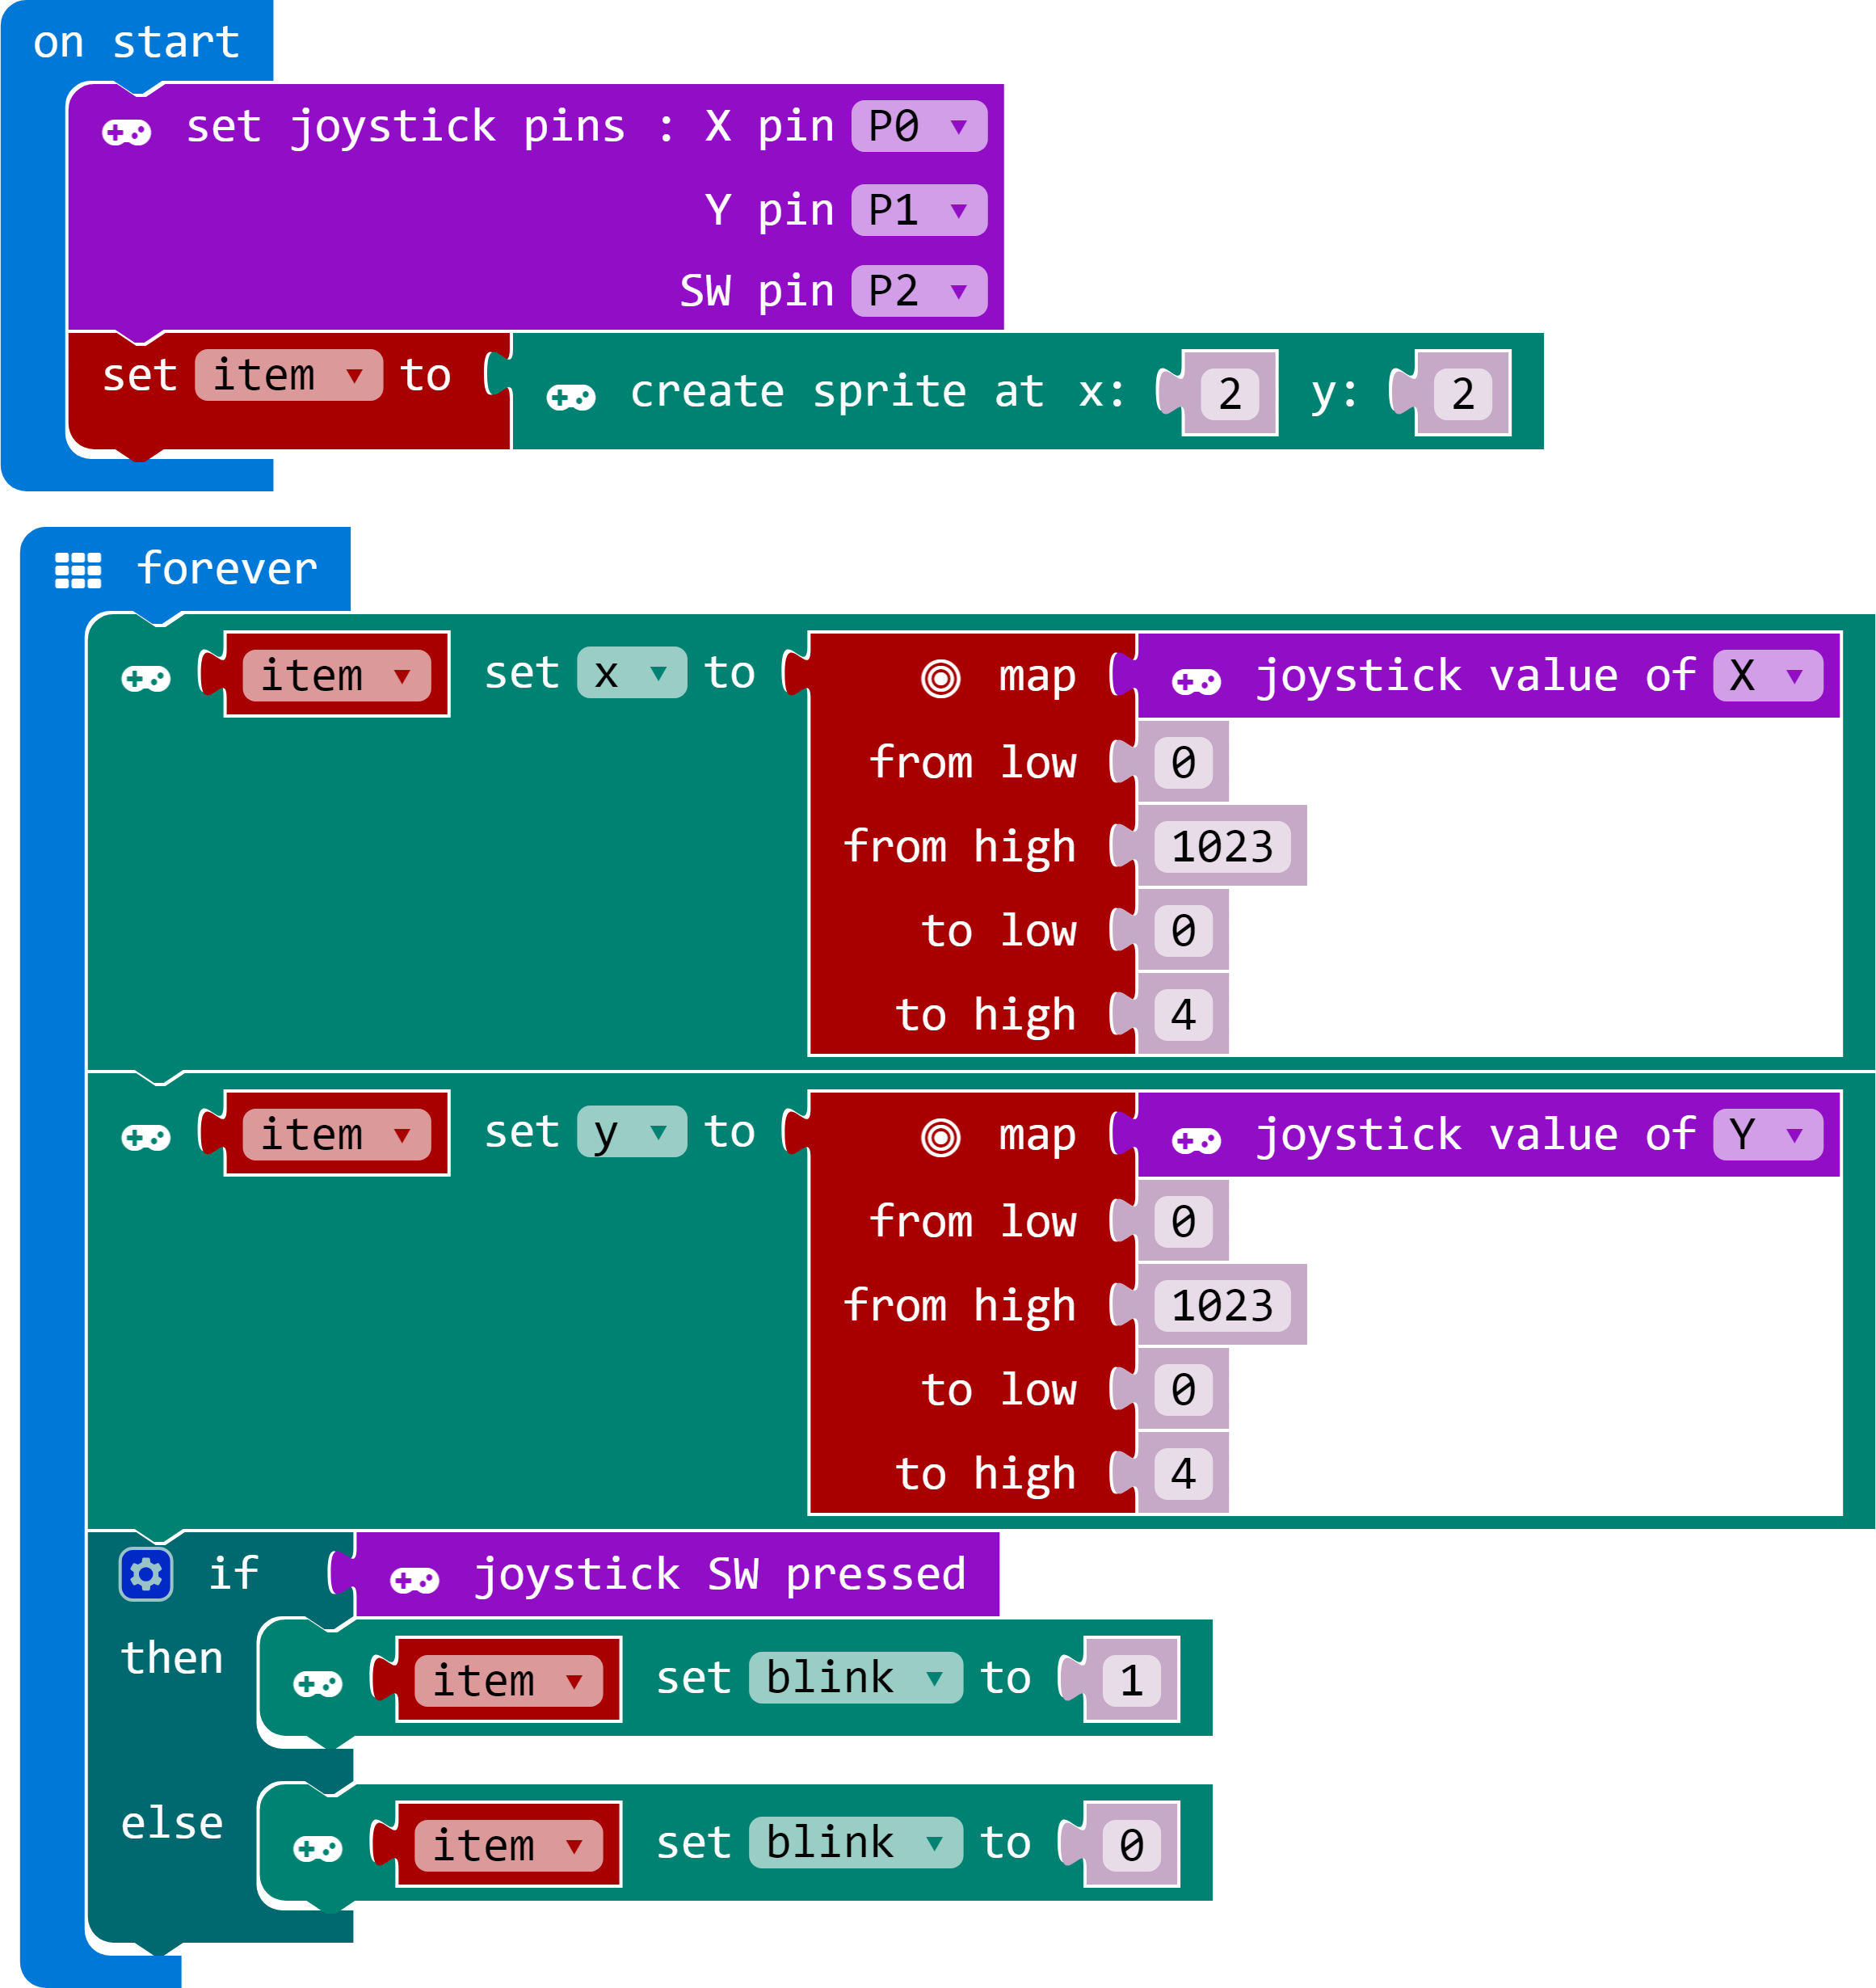 on start
set joystick pins : X pin P0
Y pin P1
SW pin P2
set item to create sprite at x: 2 y: 2
forever
item set x to map joystick value of X
from low 0
from high 1023
to low 0
to high 4
item set y to map joystick value of Y
from low 0
from high 1023
to low 0
to high 4
if joystick SW pressed
then item set blink to 1
else item set blink to 0